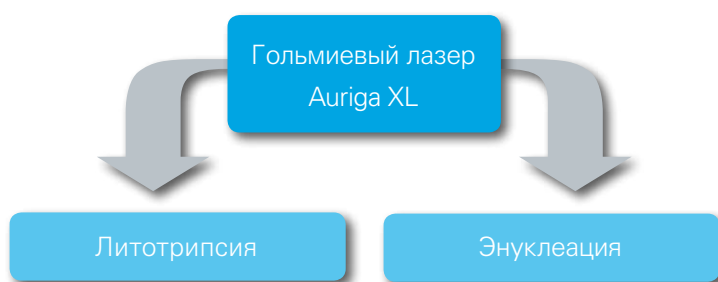 Гольмиевый лазер
Auriga XL
Литотрипсия
Энуклеация